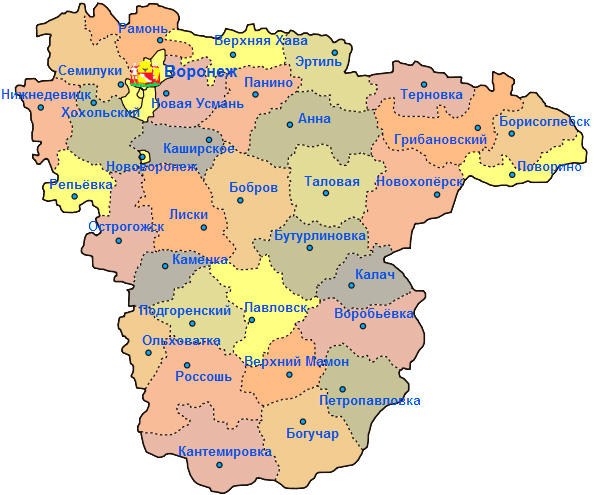 Рамонь
Верхняя Хава
Эртиль
Семилуки
Воронеж
Нижнедевицк
Новая Усмань
Панино
Терновка
Хохольский
Анна
Борисоглебск
Грибановский
Каширское
Нововоронеж
Поворино
Репьёвка
Бобров
Таловая
Новохопёрск
Лиски
Острогожск
Бутурлиновка
Каменка
Калач
Подгоренский
Павловск
Воробьёвка
Ольховатка
Верхний Мамон
Россошь
Петропавловка
Богучар
Кантемировка